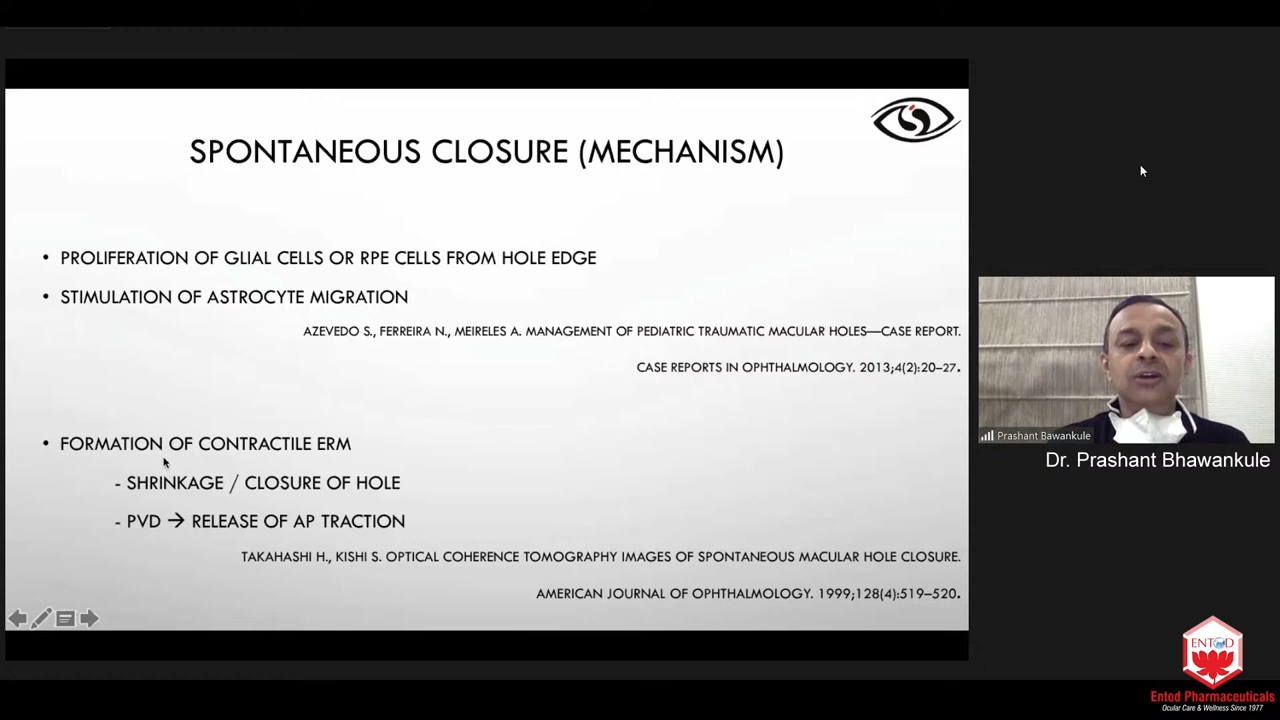 SPONTANEOUS CLOSURE (MECHANISM)
• PROLIFERATION OF GLIAL CELLS OR RPE CELLS FROM HOLE EDGE
• STIMULATION OF ASTROCYTE MIGRATION
AZEVEDO S., FERREIRA N., MEIRELES A. MANAGEMENT OF PEDIATRIC TRAUMATIC MACULAR HOLES—CASE REPORT.
CASE REPORTS IN OPHTHALMOLOGY. 2013;4(2):20–27.
• FORMATION OF CONTRACTILE ERM
- SHRINKAGE / CLOSURE OF HOLE
- PVD → RELEASE OF AP TRACTION
TAKAHASHI H., KISHI S. OPTICAL COHERENCE TOMOGRAPHY IMAGES OF SPONTANEOUS MACULAR HOLE CLOSURE.
AMERICAN JOURNAL OF OPHTHALMOLOGY. 1999;128(4):519–520.
Prashant Bawankule
Dr. Prashant Bhawankule
ENTOD
Entod Pharmaceuticals
Ocular Care & Wellness Since 1977